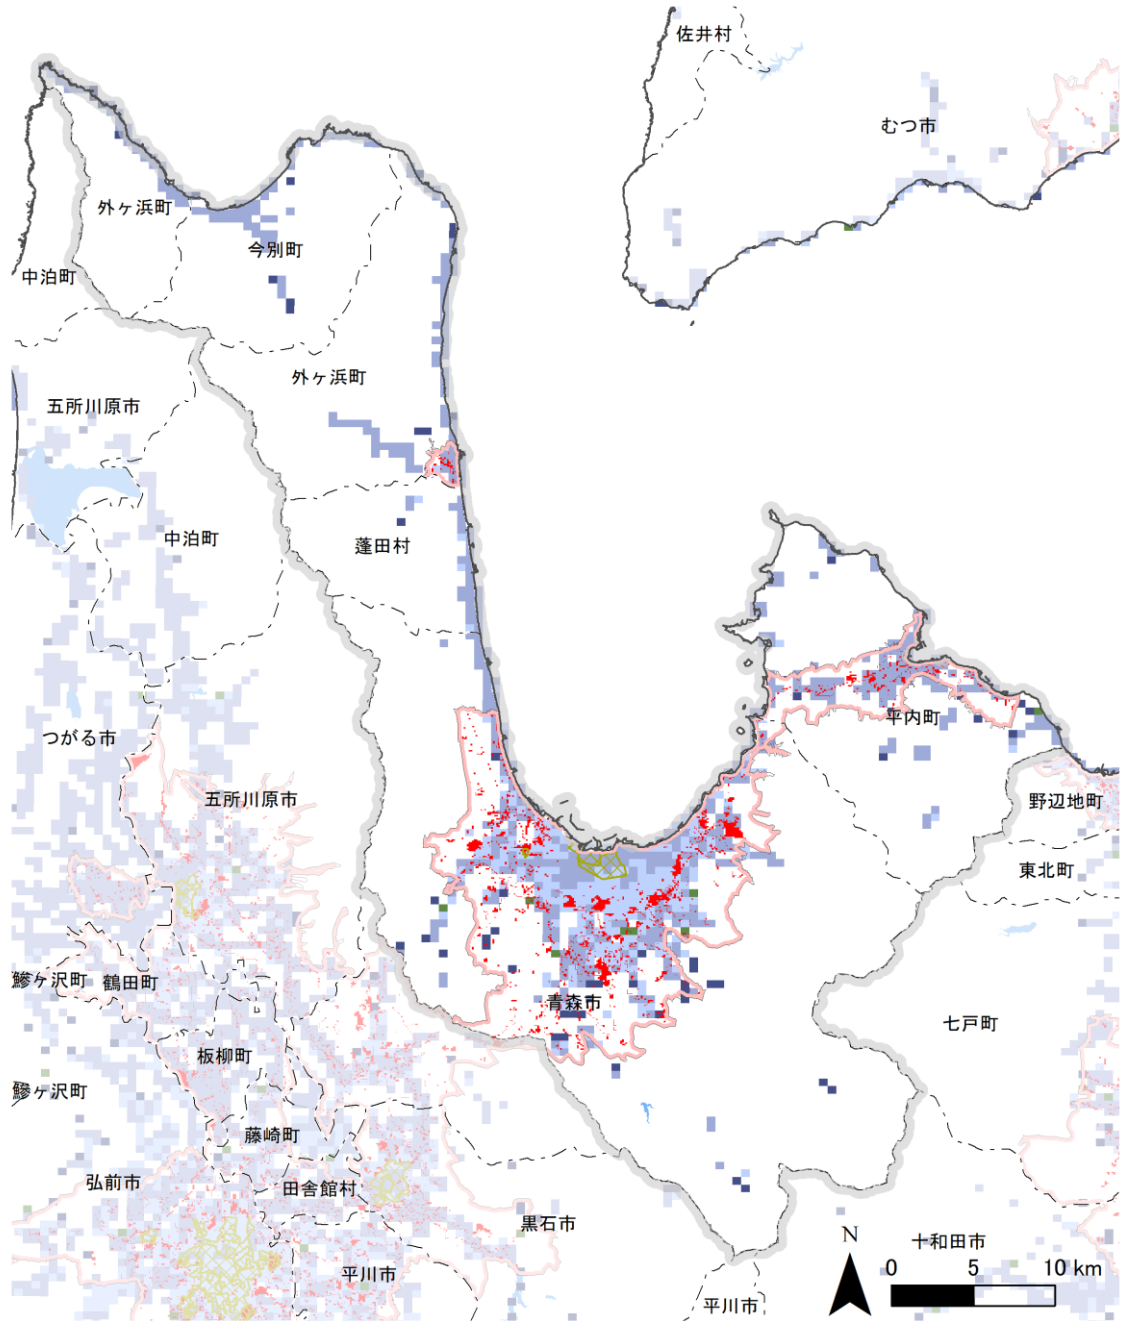 佐井村
むつ市
外ヶ浜町
今別町
中泊町
外ヶ浜町
五所川原市
中泊町
蓬田村
つがる市
平内町
五所川原市
野辺地町
東北町
鰺ヶ沢町
鶴田町
青森市
七戸町
板柳町
鰺ヶ沢町
藤崎町
弘前市
田舎館村
黒石市
十和田市
平川市
平川市
N
0 5 10 km